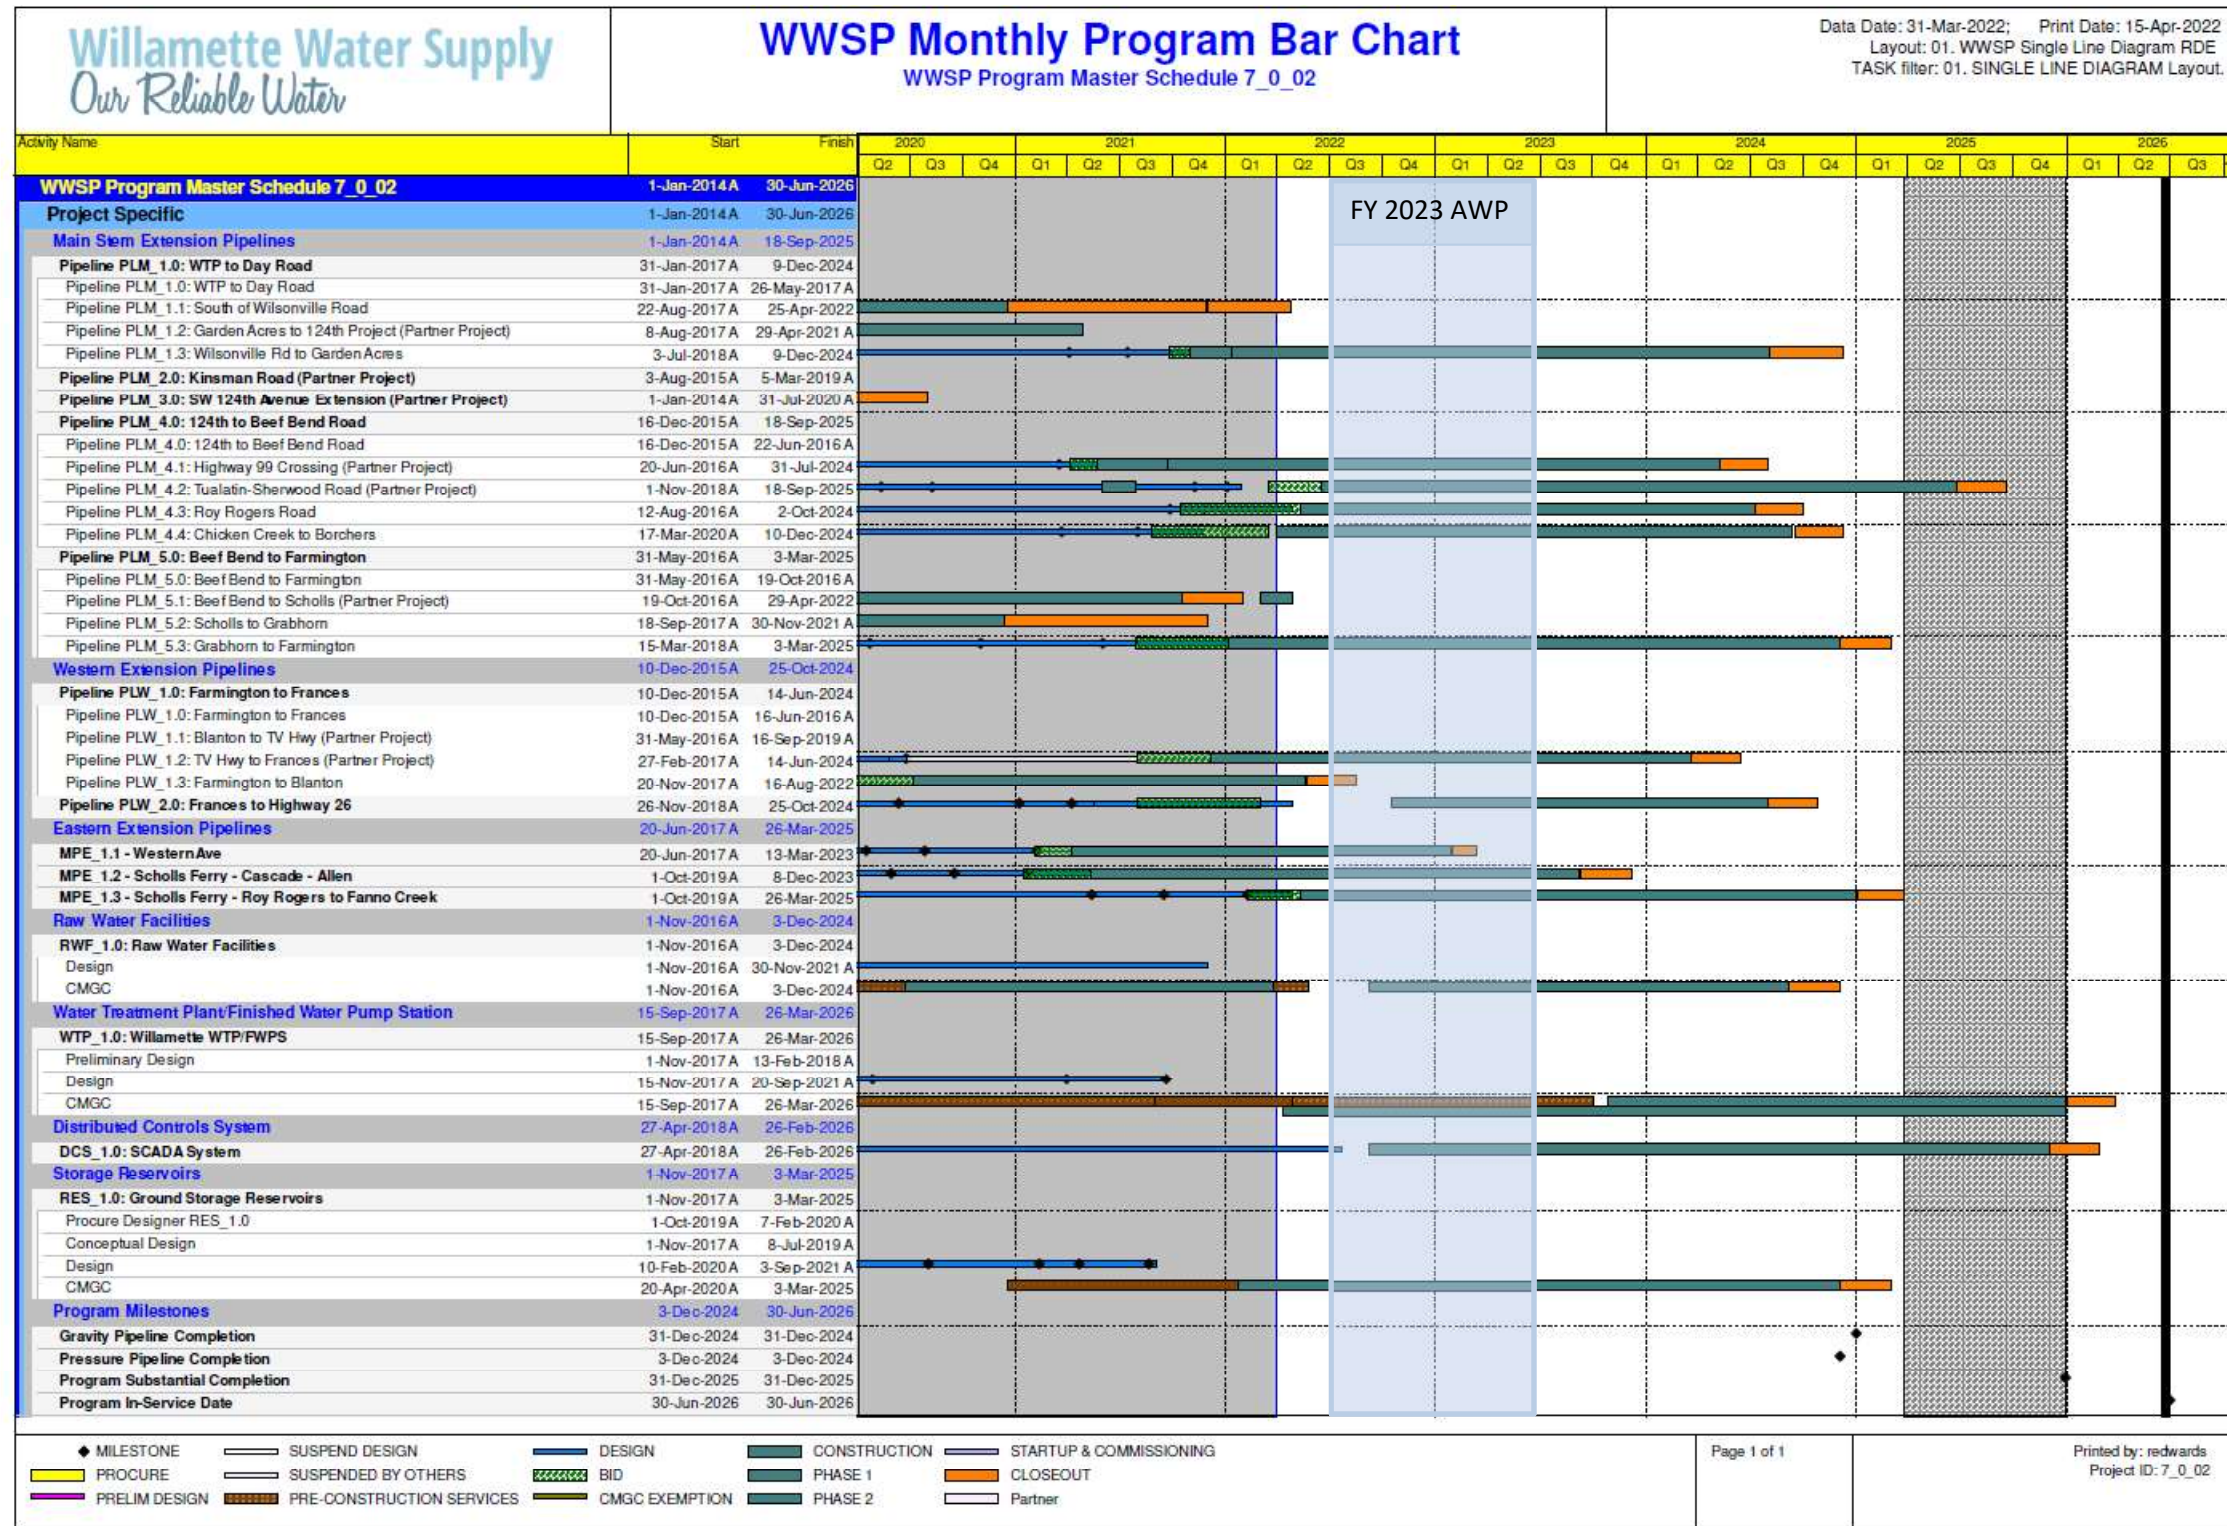 Willamette Water Supply
Our Reliable Water
WWSP Monthly Program Bar Chart
WWSP Program Master Schedule 7_0_02
Data Date: 31-Mar-2022; Print Date: 15-Apr-2022
Layout: 01. WWSP Single Line Diagram RDE
TASK filter: 01. SINGLE LINE DIAGRAM Layout.
Activity Name Start Finish 2020 2021 2022 2023 2024 2025 2026
Q2 Q3 Q4 Q1 Q2 Q3 Q4 Q1 Q2 Q3 Q4 Q1 Q2 Q3 Q4 Q1 Q2 Q3 Q4 Q1 Q2 Q3 Q4 Q1 Q2 Q3
WWSP Program Master Schedule 7_0_02 1-Jan-2014 A 30-Jun-2026
Project Specific 1-Jan-2014 A 30-Jun-2026
FY 2023 AWP
Main Stem Extension Pipelines 1-Jan-2014 A 18-Sep-2025
Pipeline PLM_1.0: WTP to Day Road 31-Jan-2017 A 9-Dec-2024
Pipeline PLM_1.0: WTP to Day Road 31-Jan-2017 A 26-May-2017 A
Pipeline PLM_1.1: South of Wilsonville Road 22-Aug-2017 A 25-Apr-2022
Pipeline PLM_1.2: Garden Acres to 124th Project (Partner Project) 8-Aug-2017 A 29-Apr-2021 A
Pipeline PLM_1.3: Wilsonville Rd to Garden Acres 3-Jul-2018 A 9-Dec-2024
Pipeline PLM_2.0: Kinsman Road (Partner Project) 3-Aug-2015 A 5-Mar-2019 A
Pipeline PLM_3.0: SW 124th Avenue Extension (Partner Project) 1-Jan-2014 A 31-Jul-2020 A
Pipeline PLM_4.0: 124th to Beef Bend Road 16-Dec-2015 A 18-Sep-2025
Pipeline PLM_4.0: 124th to Beef Bend Road 16-Dec-2015 A 22-Jun-2016 A
Pipeline PLM_4.1: Highway 99 Crossing (Partner Project) 20-Jun-2016 A 31-Jul-2024
Pipeline PLM_4.2: Tualatin-Sherwood Road (Partner Project) 1-Nov-2018 A 18-Sep-2025
Pipeline PLM_4.3: Roy Rogers Road 12-Aug-2016 A 2-Oct-2024
Pipeline PLM_4.4: Chicken Creek to Borchers 17-Mar-2020 A 10-Dec-2024
Pipeline PLM_5.0: Beef Bend to Farmington 31-May-2016 A 3-Mar-2025
Pipeline PLM_5.0: Beef Bend to Farmington 31-May-2016 A 19-Oct-2016 A
Pipeline PLM_5.1: Beef Bend to Scholls (Partner Project) 19-Oct-2016 A 29-Apr-2022
Pipeline PLM_5.2: Scholls to Grabhorn 18-Sep-2017 A 30-Nov-2021 A
Pipeline PLM_5.3: Grabhorn to Farmington 15-Mar-2018 A 3-Mar-2025
Western Extension Pipelines 10-Dec-2015 A 25-Oct-2024
Pipeline PLW_1.0: Farmington to Frances 10-Dec-2015 A 14-Jun-2024
Pipeline PLW_1.0: Farmington to Frances 10-Dec-2015 A 16-Jun-2016 A
Pipeline PLW_1.1: Blanton to TV Hwy (Partner Project) 31-May-2016 A 16-Sep-2019 A
Pipeline PLW_1.2: TV Hwy to Frances (Partner Project) 27-Feb-2017 A 14-Jun-2024
Pipeline PLW_1.3: Farmington to Blanton 20-Nov-2017 A 16-Aug-2022
Pipeline PLW_2.0: Frances to Highway 26 26-Nov-2018 A 25-Oct-2024
Eastern Extension Pipelines 20-Jun-2017 A 26-Mar-2025
MPE_1.1 - Western Ave 20-Jun-2017 A 13-Mar-2023
MPE_1.2 - Scholls Ferry - Cascade - Allen 1-Oct-2019 A 8-Dec-2023
MPE_1.3 - Scholls Ferry - Roy Rogers to Fanno Creek 1-Oct-2019 A 26-Mar-2025
Raw Water Facilities 1-Nov-2016 A 3-Dec-2024
RWF_1.0: Raw Water Facilities 1-Nov-2016 A 3-Dec-2024
Design 1-Nov-2016 A 30-Nov-2021 A
CMGC 1-Nov-2016 A 3-Dec-2024
Water Treatment Plant/Finished Water Pump Station 15-Sep-2017 A 26-Mar-2026
WTP_1.0: Willamette WTP/FWPS 15-Sep-2017 A 26-Mar-2026
Preliminary Design 1-Nov-2017 A 13-Feb-2018 A
Design 15-Nov-2017 A 20-Sep-2021 A
CMGC 15-Sep-2017 A 26-Mar-2026
Distributed Controls System 27-Apr-2018 A 26-Feb-2026
DCS_1.0: SCADA System 27-Apr-2018 A 26-Feb-2026
Storage Reservoirs 1-Nov-2017 A 3-Mar-2025
RES_1.0: Ground Storage Reservoirs 1-Nov-2017 A 3-Mar-2025
Procure Designer RES_1.0 1-Oct-2019 A 7-Feb-2020 A
Conceptual Design 1-Nov-2017 A 8-Jul-2019 A
Design 10-Feb-2020 A 3-Sep-2021 A
CMGC 20-Apr-2020 A 3-Mar-2025
Program Milestones 3-Dec-2024 30-Jun-2026
Gravity Pipeline Completion 31-Dec-2024 31-Dec-2024
Pressure Pipeline Completion 3-Dec-2024 3-Dec-2024
Program Substantial Completion 31-Dec-2025 31-Dec-2025
Program In-Service Date 30-Jun-2026 30-Jun-2026
MILESTONE SUSPEND DESIGN DESIGN CONSTRUCTION STARTUP & COMMISSIONING
PROCURE SUSPENDED BY OTHERS BID PHASE 1 CLOSEOUT
PRELIM DESIGN PRE-CONSTRUCTION SERVICES CMGC EXEMPTION PHASE 2 Partner
Page 1 of 1
Printed by: redwards
Project ID: 7_0_02